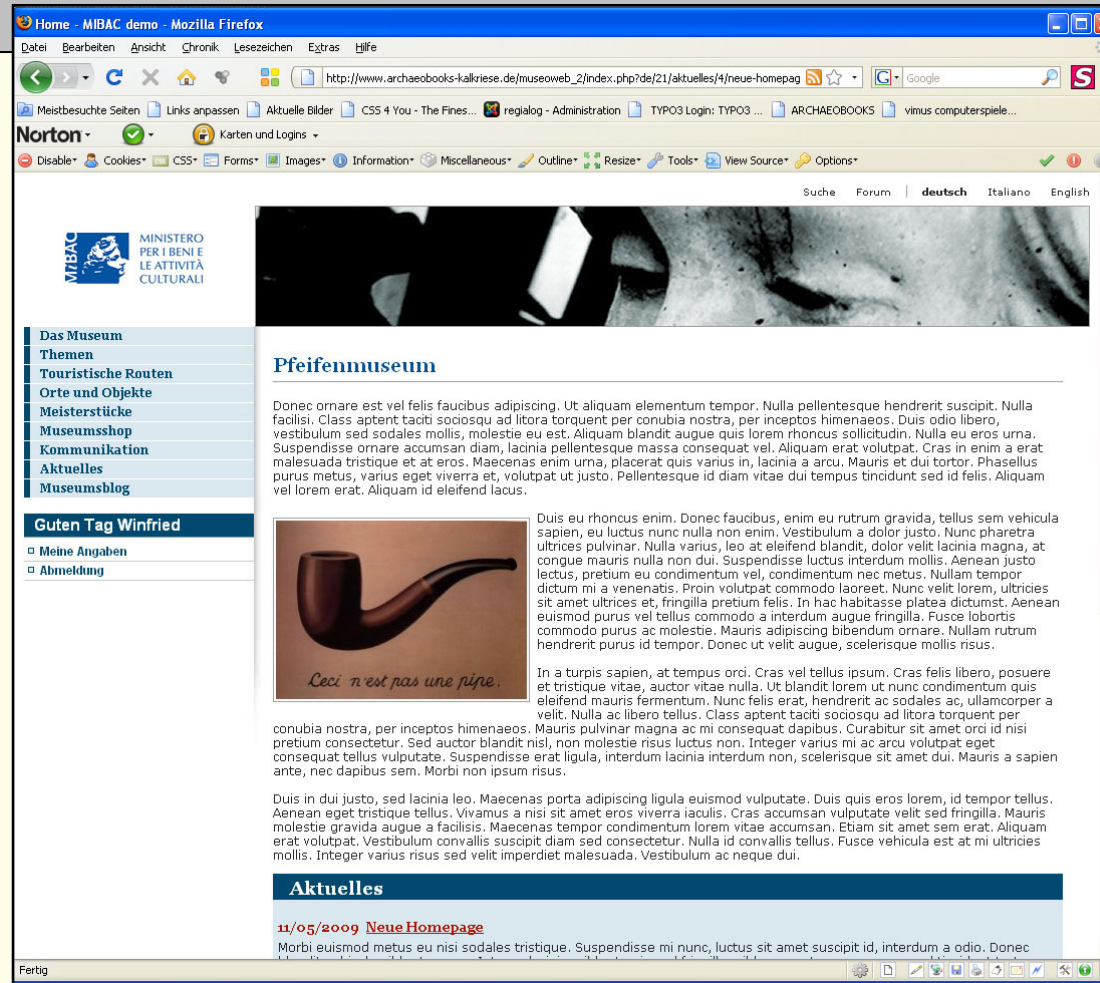 Home - MIBAC demo - Mozilla Firefox
Datei Bearbeiten Ansicht Chronik Lesezeichen Extras Hilfe
http://www.archaeobooks-kalkriese.de/museoweb_2/index.php?de/21/aktuelles/4/neue-homepag
G Google
S
Meistbesuchte Seiten Links anpassen Aktuelle Bilder CSS 4 You - The Fines... regialog - Administration TYPO3 Login: TYPO3 ... ARCHAEOBOOKS vimus computerspiele...
Norton Karten und Logins
Disable Cookies CSS Forms Images Information Miscellaneous Outline Resize Tools View Source Options
Suche Forum | deutsch Italiano English
MiBAC
MINISTERO
PER I BENI E
LE ATTIVITÀ
CULTURALI
Das Museum
Themen
Touristische Routen
Orte und Objekte
Meisterstücke
Museumsshop
Kommunikation
Aktuelles
Museumsblog
Guten Tag Winfried
Meine Angaben
Abmeldung
Pfeifenmuseum
Donec ornare est vel felis faucibus adipiscing. Ut aliquam elementum tempor. Nulla pellentesque hendrerit suscipit. Nulla
facilisi. Class aptent taciti sociosqu ad litora torquent per conubia nostra, per inceptos himenaeos. Duis odio libero,
vestibulum sed sodales mollis, molestie eu est. Aliquam blandit augue quis lorem rhoncus sollicitudin. Nulla eu eros urna.
Suspendisse ornare accumsan diam, lacinia pellentesque massa consequat vel. Aliquam erat volutpat. Cras in enim a erat
malesuada tristique et at eros. Maecenas enim urna, placerat quis varius in, lacinia a arcu. Mauris et dui tortor. Phasellus
purus metus, varius eget viverra et, volutpat ut justo. Pellentesque id diam vitae dui tempus tincidunt sed id felis. Aliquam
vel lorem erat. Aliquam id eleifend lacus.
Ceci n'est pas une pipe.
Duis eu rhoncus enim. Donec faucibus, enim eu rutrum gravida, tellus sem vehicula
sapien, eu luctus nunc nulla non enim. Vestibulum a dolor justo. Nunc pharetra
ultrices pulvinar. Nulla varius, leo at eleifend blandit, dolor velit lacinia magna, at
congue mauris nulla non dui. Suspendisse luctus interdum mollis. Aenean justo
lectus, pretium eu condimentum vel, condimentum nec metus. Nullam tempor
dictum mi a venenatis. Proin volutpat commodo laoreet. Nunc velit lorem, ultricies
sit amet ultrices et, fringilla pretium felis. In hac habitasse platea dictumst. Aenean
euismod purus vel tellus commodo a interdum augue fringilla. Fusce lobortis
commodo purus ac molestie. Mauris adipiscing bibendum ornare. Nullam rutrum
hendrerit purus id tempor. Donec ut velit augue, scelerisque mollis risus.
In a turpis sapien, at tempus orci. Cras vel tellus ipsum. Cras felis libero, posuere
et tristique vitae, auctor vitae nulla. Ut blandit lorem ut nunc condimentum quis
eleifend mauris fermentum. Nunc felis erat, hendrerit ac sodales ac, ullamcorper a
velit. Nulla ac libero tellus. Class aptent taciti sociosqu ad litora torquent per
conubia nostra, per inceptos himenaeos. Mauris pulvinar magna ac mi consequat dapibus. Curabitur sit amet orci id nisi
pretium consectetur. Sed auctor blandit nisl, non molestie risus luctus non. Integer varius mi ac arcu volutpat eget
consequat tellus vulputate. Suspendisse erat ligula, interdum lacinia interdum non, scelerisque sit amet dui. Mauris a sapien
ante, nec dapibus sem. Morbi non ipsum risus.
Duis in dui justo, sed lacinia leo. Maecenas porta adipiscing ligula euismod vulputate. Duis quis eros lorem, id tempor tellus.
Aenean eget tristique tellus. Vivamus a nisi sit amet eros viverra iaculis. Cras accumsan vulputate velit sed fringilla. Mauris
molestie gravida augue a facilisis. Maecenas tempor condimentum lorem vitae accumsan. Etiam sit amet sem erat. Aliquam
erat volutpat. Vestibulum convallis suscipit diam sed consectetur. Nulla id convallis tellus. Fusce vehicula est at mi ultricies
mollis. Integer varius risus sed velit imperdiet malesuada. Vestibulum ac neque dui.
Aktuelles
11/05/2009 Neue Homepage
Morbi euismod metus eu nisi sodales tristique. Suspendisse mi nunc, luctus sit amet suscipit id, interdum a odio. Donec
Fertig